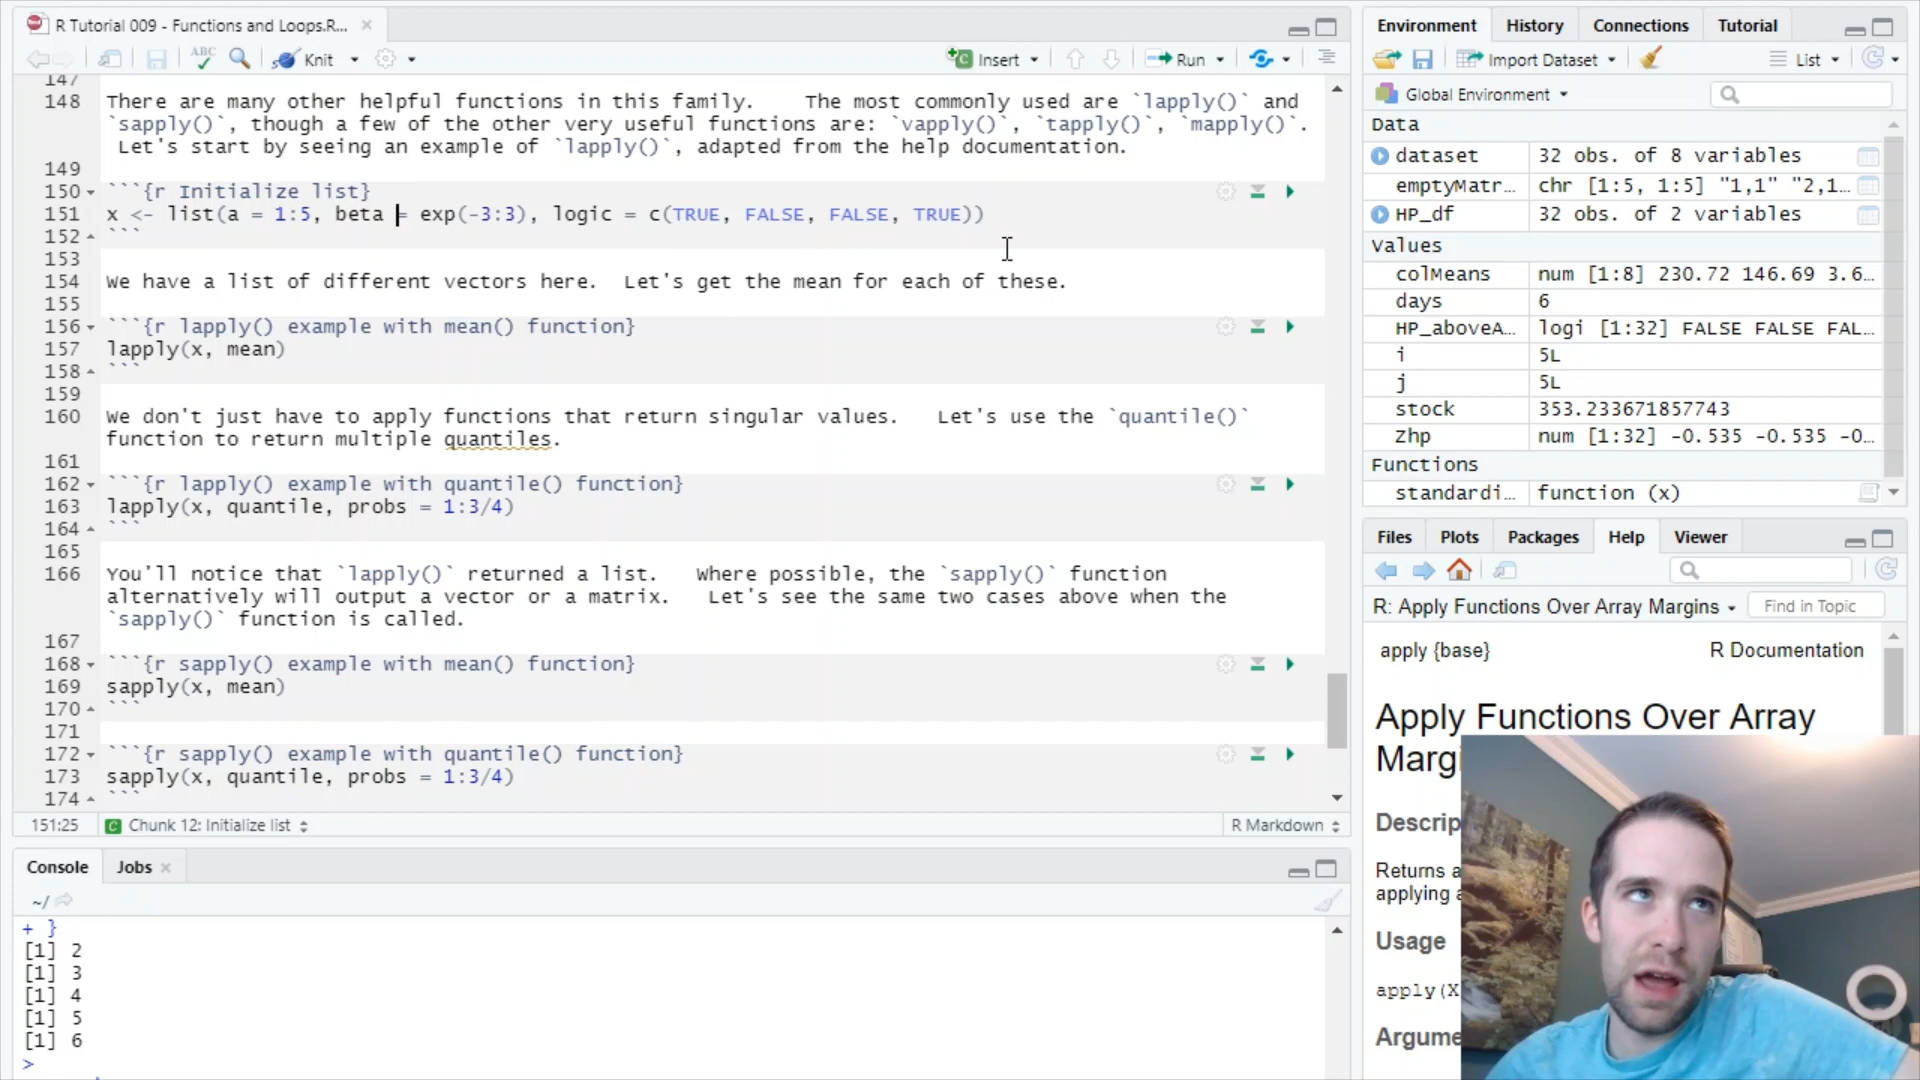 R Tutorial 009 - Functions and Loops.R...
ABC
Knit
Insert
Run
147
148 There are many other helpful functions in this family.    The most commonly used are `lapply()` and
`sapply()`, though a few of the other very useful functions are: `vapply()`, `tapply()`, `mapply()`.
Let's start by seeing an example of `lapply()`, adapted from the help documentation.
149
150 ```{r Initialize list}
151 x <- list(a = 1:5, beta = exp(-3:3), logic = c(TRUE, FALSE, FALSE, TRUE))
152 ```
153
154 We have a list of different vectors here.  Let's get the mean for each of these.
155
156 ```{r lapply() example with mean() function}
157 lapply(x, mean)
158 ```
159
160 We don't just have to apply functions that return singular values.   Let's use the `quantile()`
function to return multiple quantiles.
161
162 ```{r lapply() example with quantile() function}
163 lapply(x, quantile, probs = 1:3/4)
164 ```
165
166 You'll notice that `lapply()` returned a list.   Where possible, the `sapply()` function
alternatively will output a vector or a matrix.   Let's see the same two cases above when the
`sapply()` function is called.
167
168 ```{r sapply() example with mean() function}
169 sapply(x, mean)
170 ```
171
172 ```{r sapply() example with quantile() function}
173 sapply(x, quantile, probs = 1:3/4)
174 ```
151:25 Chunk 12: Initialize list R Markdown
Console Jobs
~/
+ }
[1] 2
[1] 3
[1] 4
[1] 5
[1] 6
>
Environment History Connections Tutorial
Import Dataset List
Global Environment
Data
dataset 32 obs. of 8 variables
emptyMatr... chr [1:5, 1:5] "1,1" "2,1...
HP_df 32 obs. of 2 variables
Values
colMeans num [1:8] 230.72 146.69 3.6...
days 6
HP_aboveA... logi [1:32] FALSE FALSE FAL...
i 5L
j 5L
stock 353.233671857743
Zhp num [1:32] -0.535 -0.535 -0...
Functions
standardi... function (x)
Files Plots Packages Help Viewer
R: Apply Functions Over Array Margins Find in Topic
apply {base} R Documentation
Apply Functions Over Array
Margi
Descrip
Returns a
applying a
Usage
apply(X
Argume